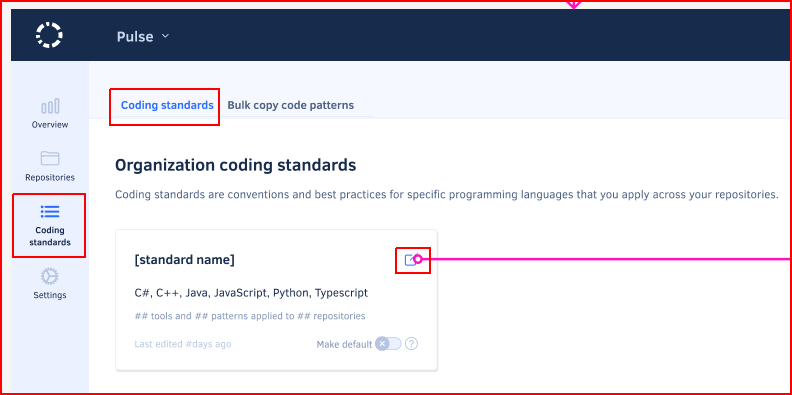 Pulse
Coding standards
Bulk copy code patterns
Overview
Repositories
Coding
standards
Settings
Organization coding standards
Coding standards are conventions and best practices for specific programming languages that you apply across your repositories.
[standard name]
C#, C++, Java, JavaScript, Python, Typescript
## tools and ## patterns applied to ## repositories
Last edited #days ago
Make default
?